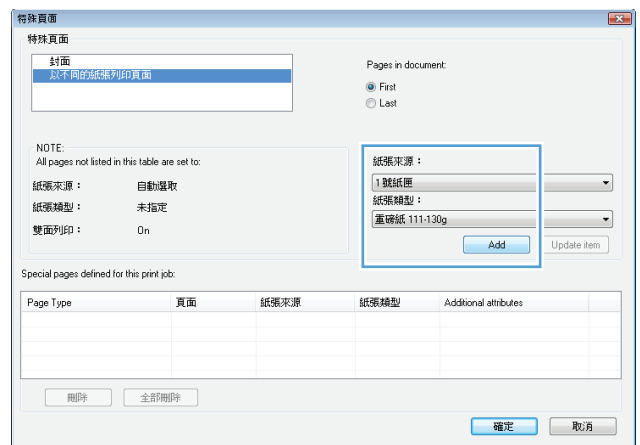 特殊頁面
特殊頁面
封面
以不同的紙張列印頁面
Pages in document:
First
Last
NOTE:
All pages not listed in this table are set to:
紙張來源： 自動選取
紙張類型： 未指定
雙面列印： On
紙張來源：
1 號紙匣
紙張類型：
重磅紙 111-130g
Add Update item
Special pages defined for this print job:
Page Type 頁面 紙張來源 紙張類型 Additional attributes
刪除 全部刪除
確定 取消